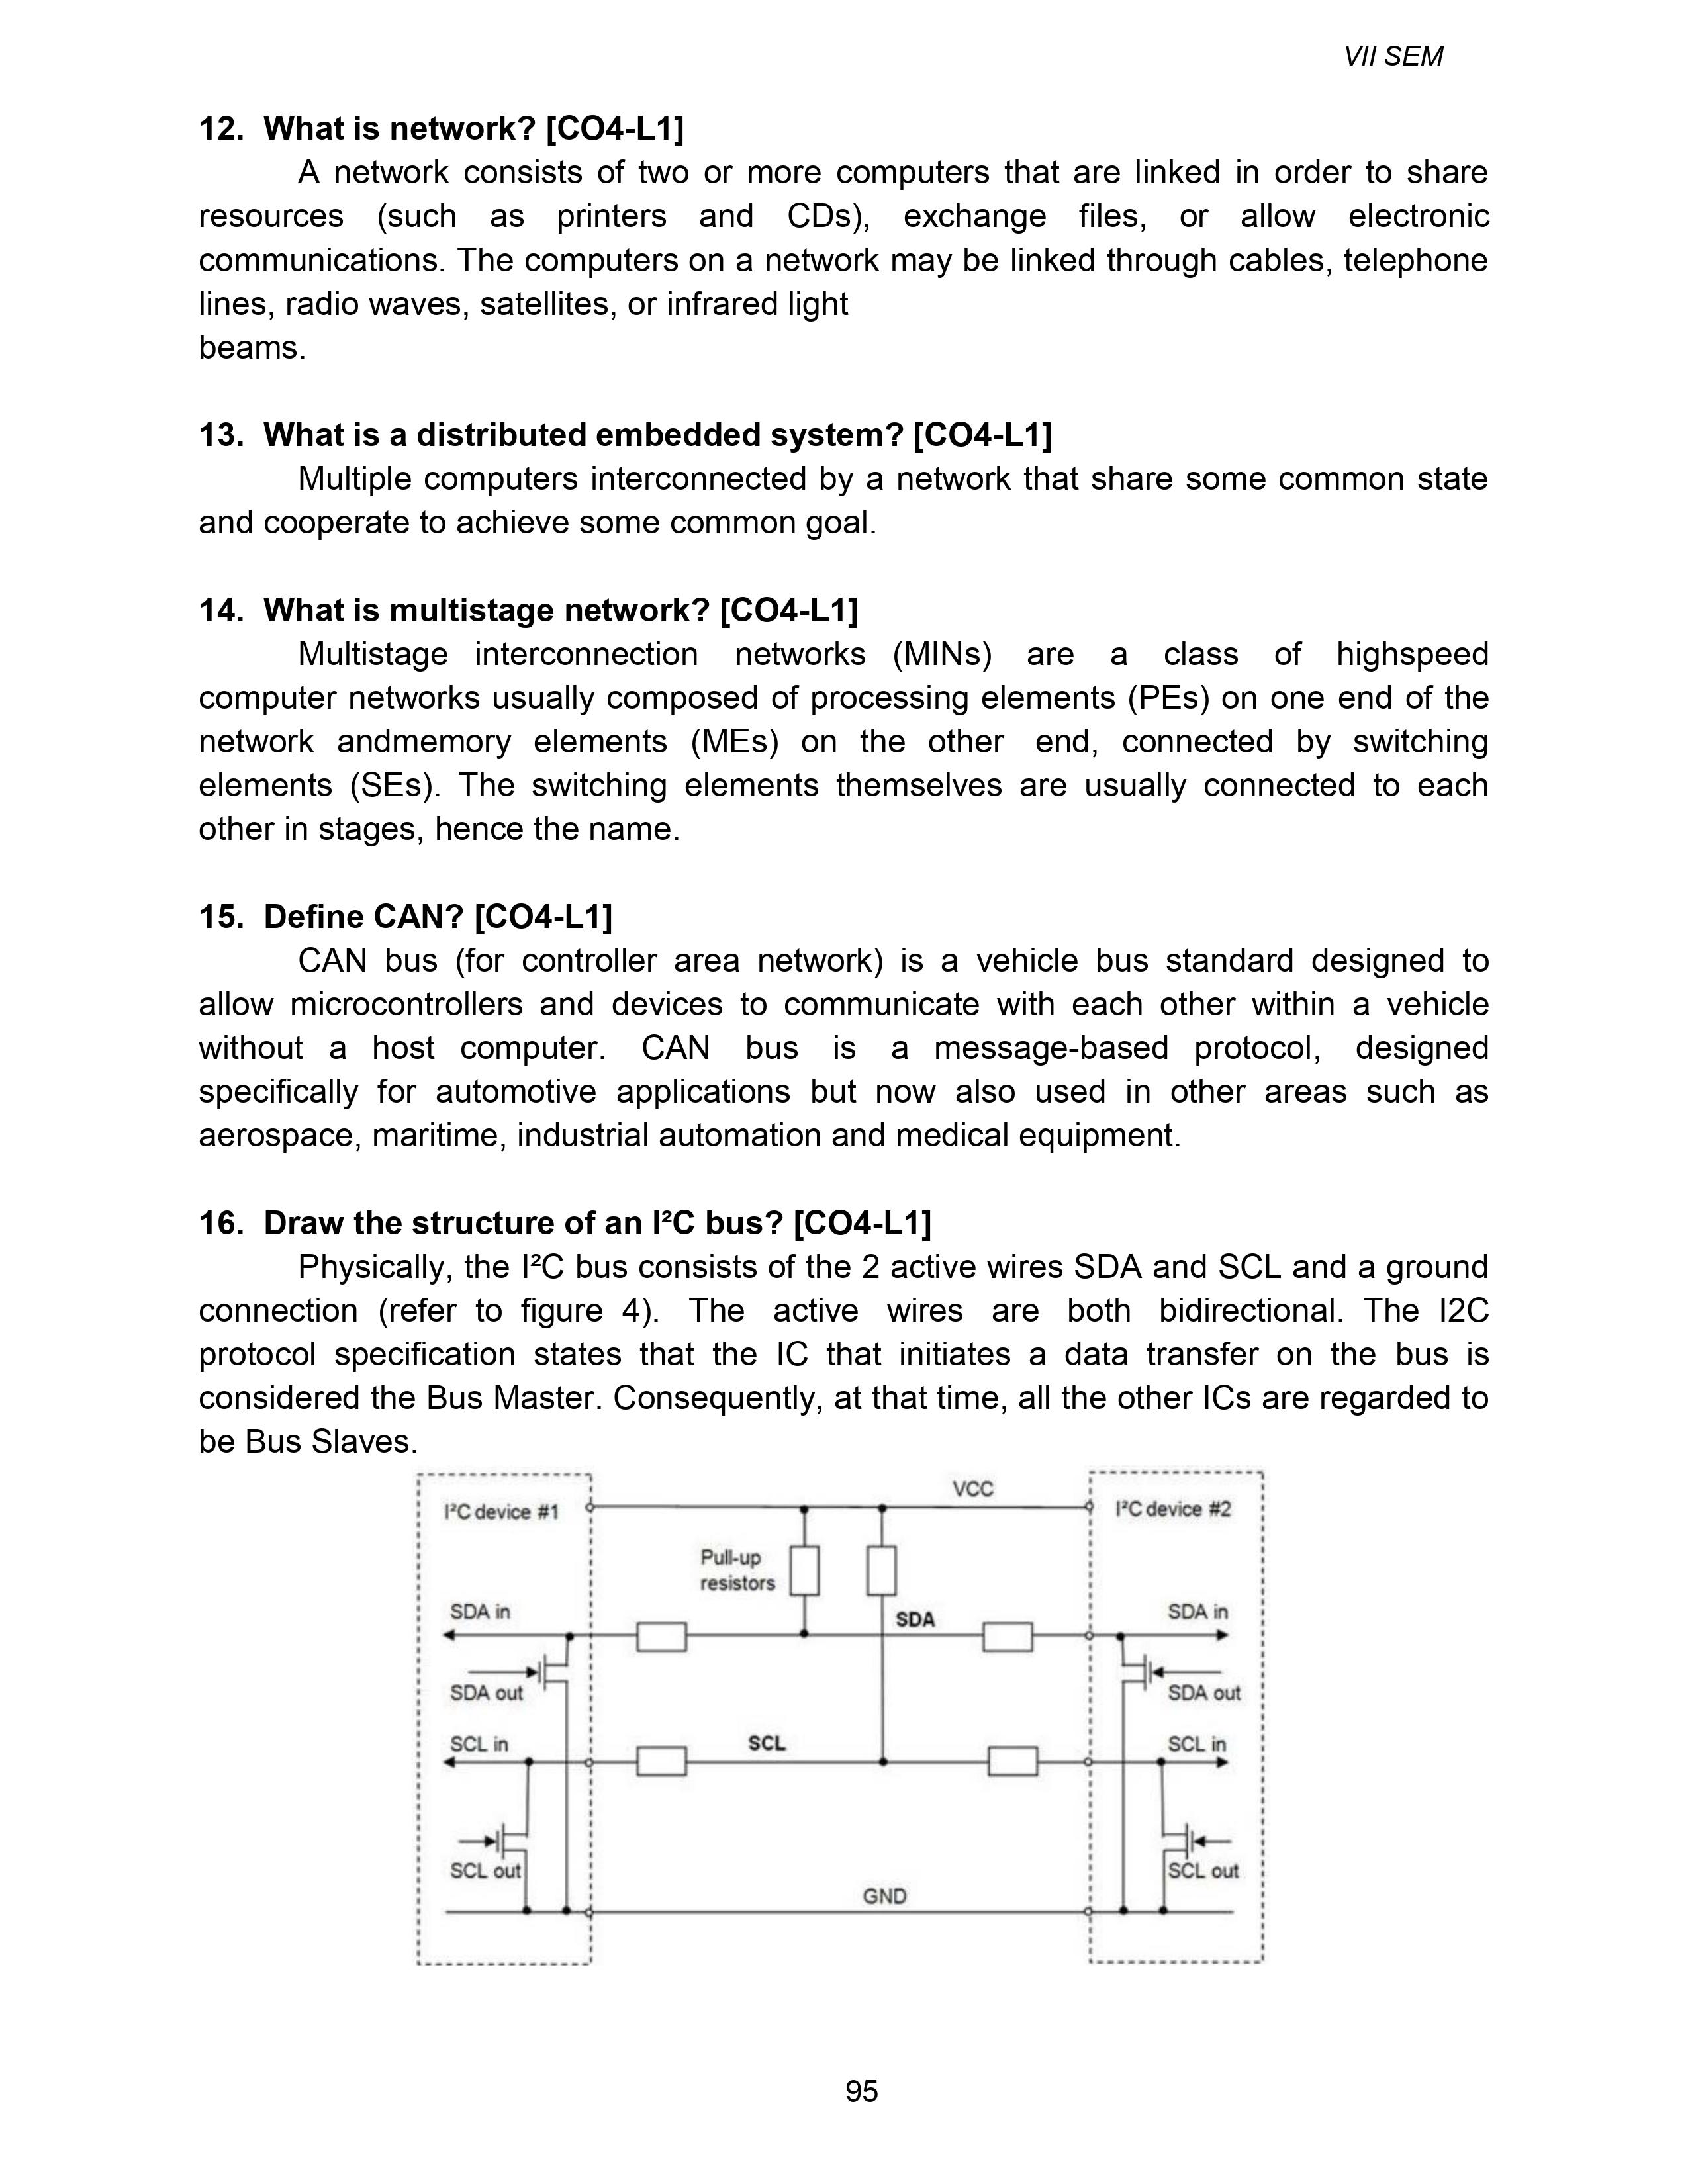 VII SEM
12. What is network? [CO4-L1]
A network consists of two or more computers that are linked in order to share
resources (such as printers and CDs), exchange files, or allow electronic
communications. The computers on a network may be linked through cables, telephone
lines, radio waves, satellites, or infrared light
beams.
13. What is a distributed embedded system? [CO4-L1]
Multiple computers interconnected by a network that share some common state
and cooperate to achieve some common goal.
14. What is multistage network? [CO4-L1]
Multistage interconnection networks (MINs) are a class of highspeed
computer networks usually composed of processing elements (PEs) on one end of the
network andmemory elements (MEs) on the other end, connected by switching
elements (SEs). The switching elements themselves are usually connected to each
other in stages, hence the name.
15. Define CAN? [CO4-L1]
CAN bus (for controller area network) is a vehicle bus standard designed to
allow microcontrollers and devices to communicate with each other within a vehicle
without a host computer. CAN bus is a message-based protocol, designed
specifically for automotive applications but now also used in other areas such as
aerospace, maritime, industrial automation and medical equipment.
16. Draw the structure of an I²C bus? [CO4-L1]
Physically, the I²C bus consists of the 2 active wires SDA and SCL and a ground
connection (refer to figure 4). The active wires are both bidirectional. The I2C
protocol specification states that the IC that initiates a data transfer on the bus is
considered the Bus Master. Consequently, at that time, all the other ICs are regarded to
be Bus Slaves.
VCC
I²C device #1
I²C device #2
Pull-up
resistors
SDA in
SDA
SDA in
SDA out
SDA out
SCL in
SCL
SCL in
SCL out
SCL out
GND
95